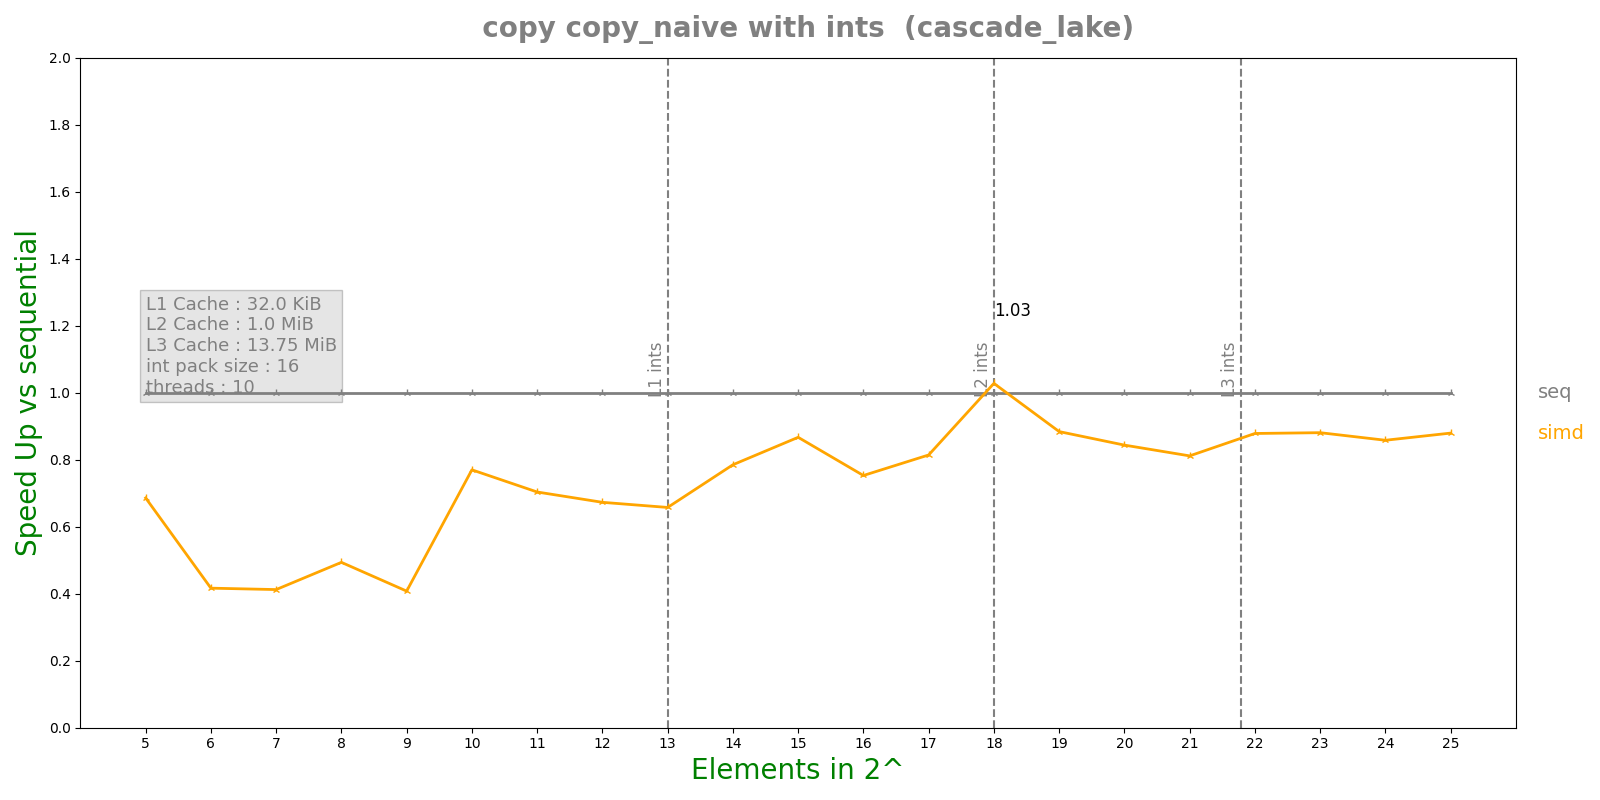 copy copy_naive with ints  (cascade_lake)
Speed Up vs sequential
2.0
1.8
1.6
1.4
1.2
1.0
0.8
0.6
0.4
0.2
0.0
L1 Cache : 32.0 KiB
L2 Cache : 1.0 MiB
L3 Cache : 13.75 MiB
int pack size : 16
threads : 10
L1 ints
L2 ints
L3 ints
1.03
seq
simd
5 6 7 8 9 10 11 12 13 14 15 16 17 18 19 20 21 22 23 24 25
Elements in 2^